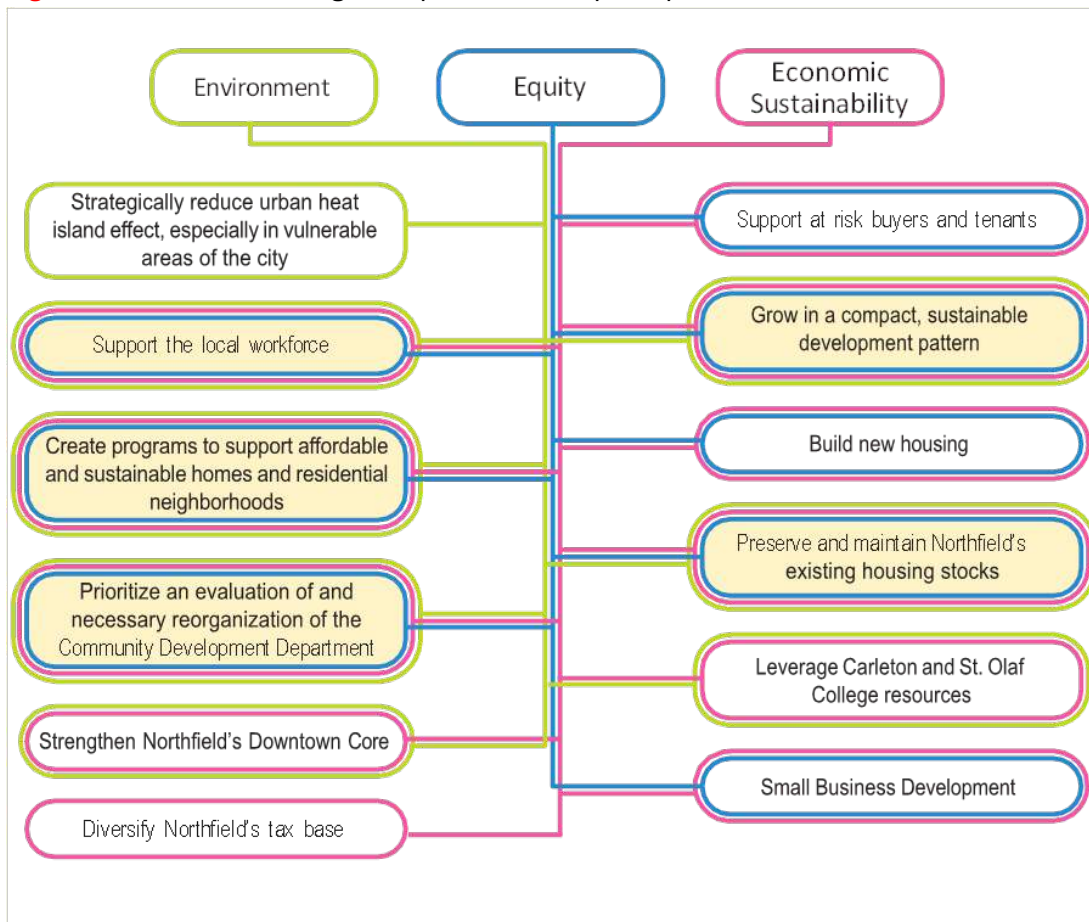 Environment
Equity
Economic
Sustainability
Strategically reduce urban heat
island effect, especially in vulnerable
areas of the city
Support the local workforce
Create programs to support affordable
and sustainable homes and residential
neighborhoods
Prioritize an evaluation of and
necessary reorganization of the
Community Development Department
Strengthen Northfield's Downtown Core
Diversify Northfield's tax base
Support at risk buyers and tenants
Grow in a compact, sustainable
development pattern
Build new housing
Preserve and maintain Northfield's
existing housing stocks
Leverage Carleton and St. Olaf
College resources
Small Business Development